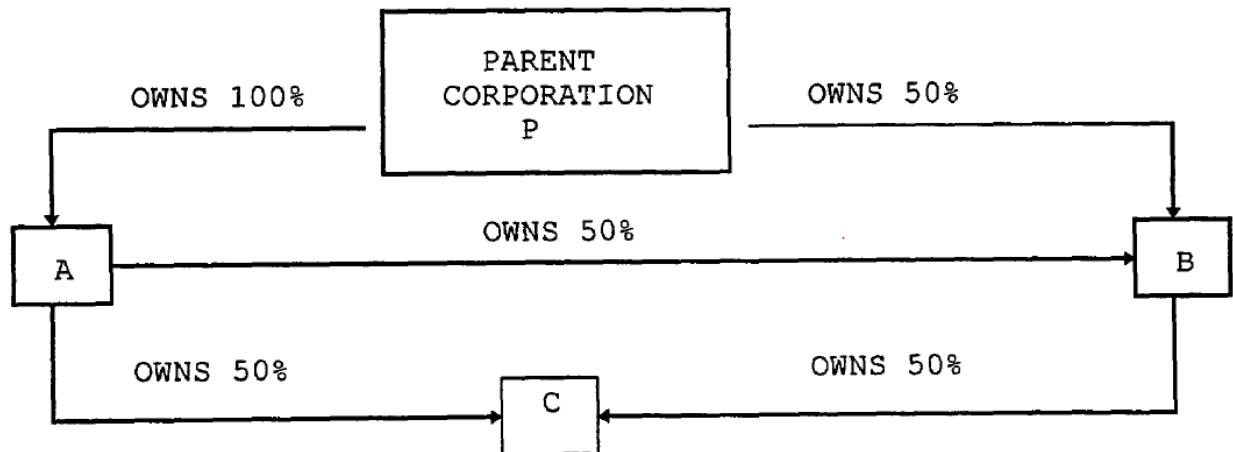 PARENT
CORPORATION
P
OWNS 100%
OWNS 50%
OWNS 50%
A
B
OWNS 50%
OWNS 50%
C